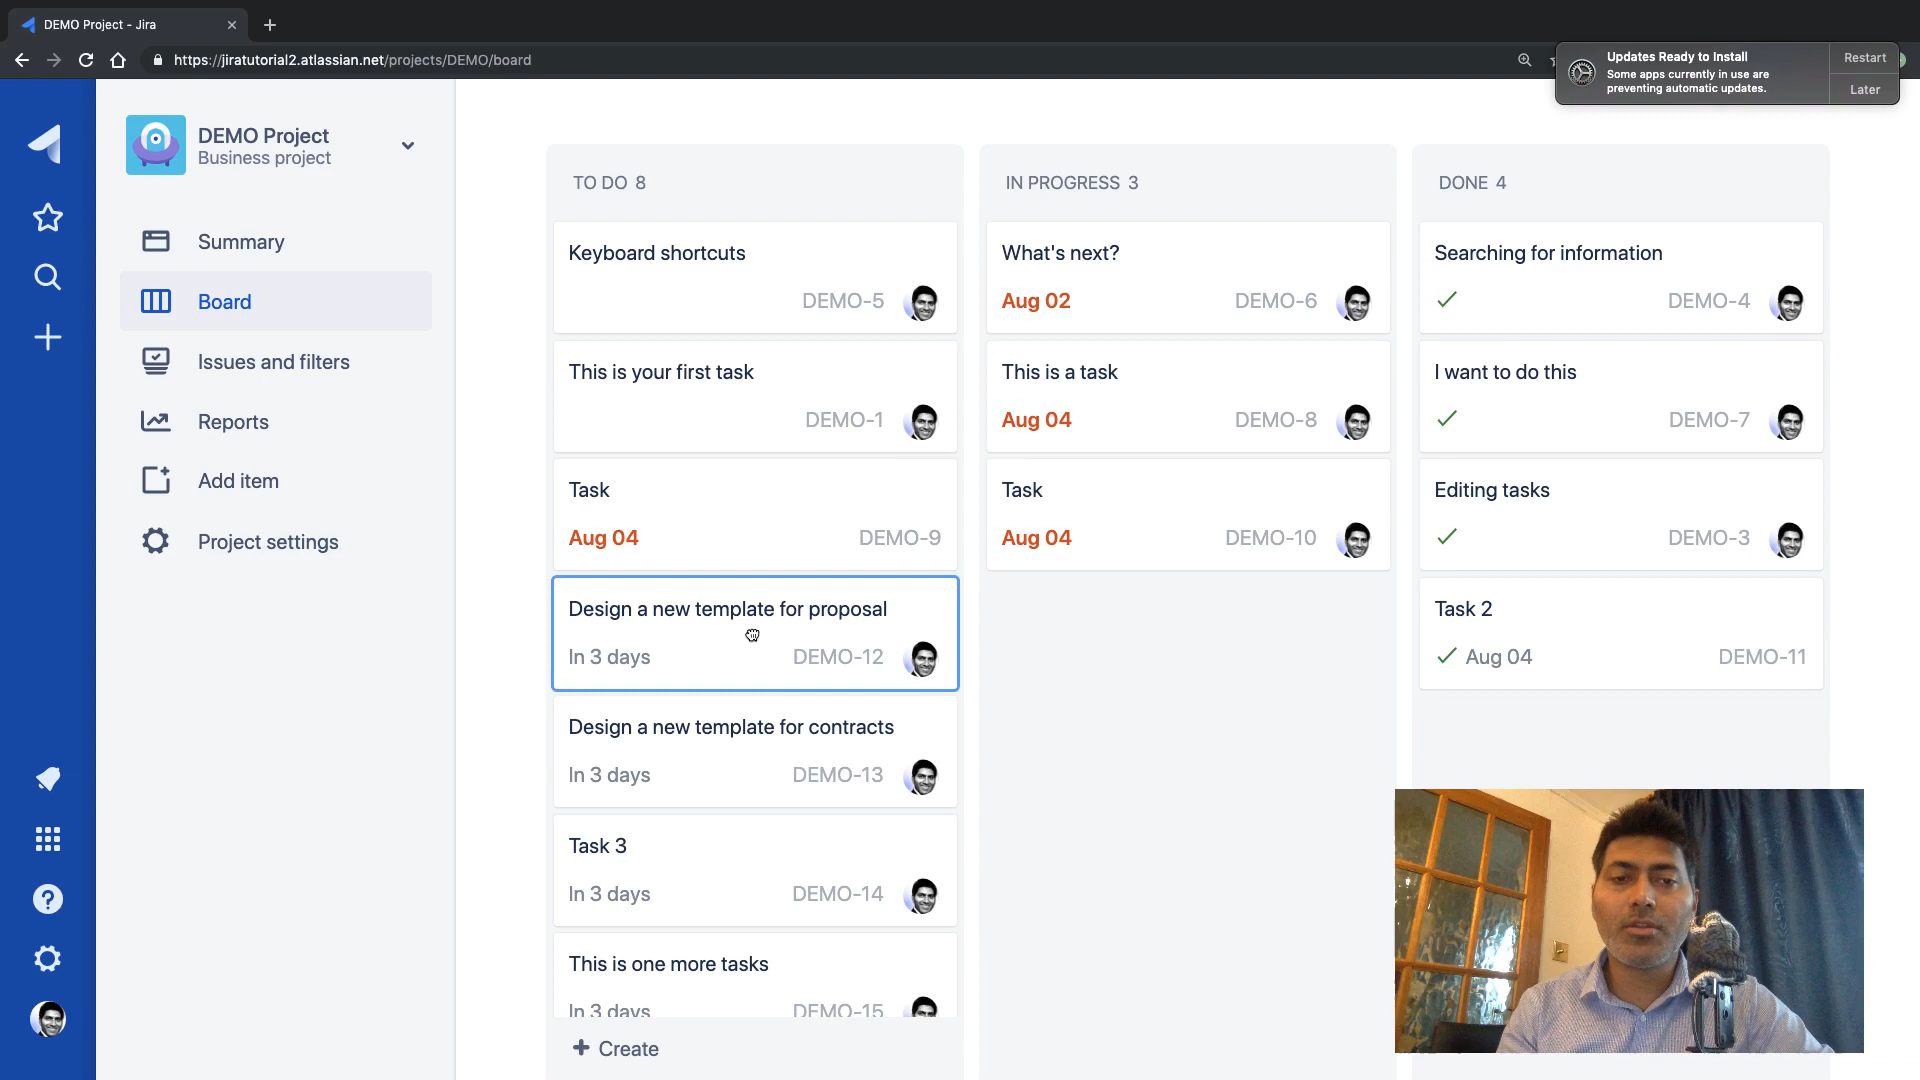 DEMO Project - Jira
https://jiratutorial2.atlassian.net/projects/DEMO/board
Updates Ready to Install
Some apps currently in use are
preventing automatic updates.
Restart
Later
DEMO Project
Business project
Summary
Board
Issues and filters
Reports
Add item
Project settings
TO DO 8
Keyboard shortcuts
DEMO-5
This is your first task
DEMO-1
Task
Aug 04 DEMO-9
Design a new template for proposal
In 3 days DEMO-12
Design a new template for contracts
In 3 days DEMO-13
Task 3
In 3 days DEMO-14
This is one more tasks
In 3 days DEMO-15
+ Create
IN PROGRESS 3
What's next?
Aug 02 DEMO-6
This is a task
Aug 04 DEMO-8
Task
Aug 04 DEMO-10
DONE 4
Searching for information
DEMO-4
I want to do this
DEMO-7
Editing tasks
DEMO-3
Task 2
Aug 04 DEMO-11